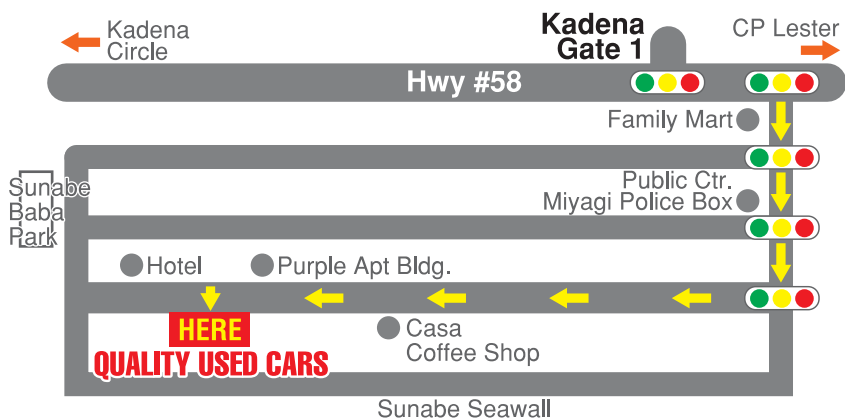 Kadena
Circle
Kadena
Gate 1
CP Lester
Hwy #58
Family Mart
Sunabe
Baba
Park
Public Ctr.
Miyagi Police Box
Hotel
Purple Apt Bldg.
HERE
QUALITY USED CARS
Casa
Coffee Shop
Sunabe Seawall